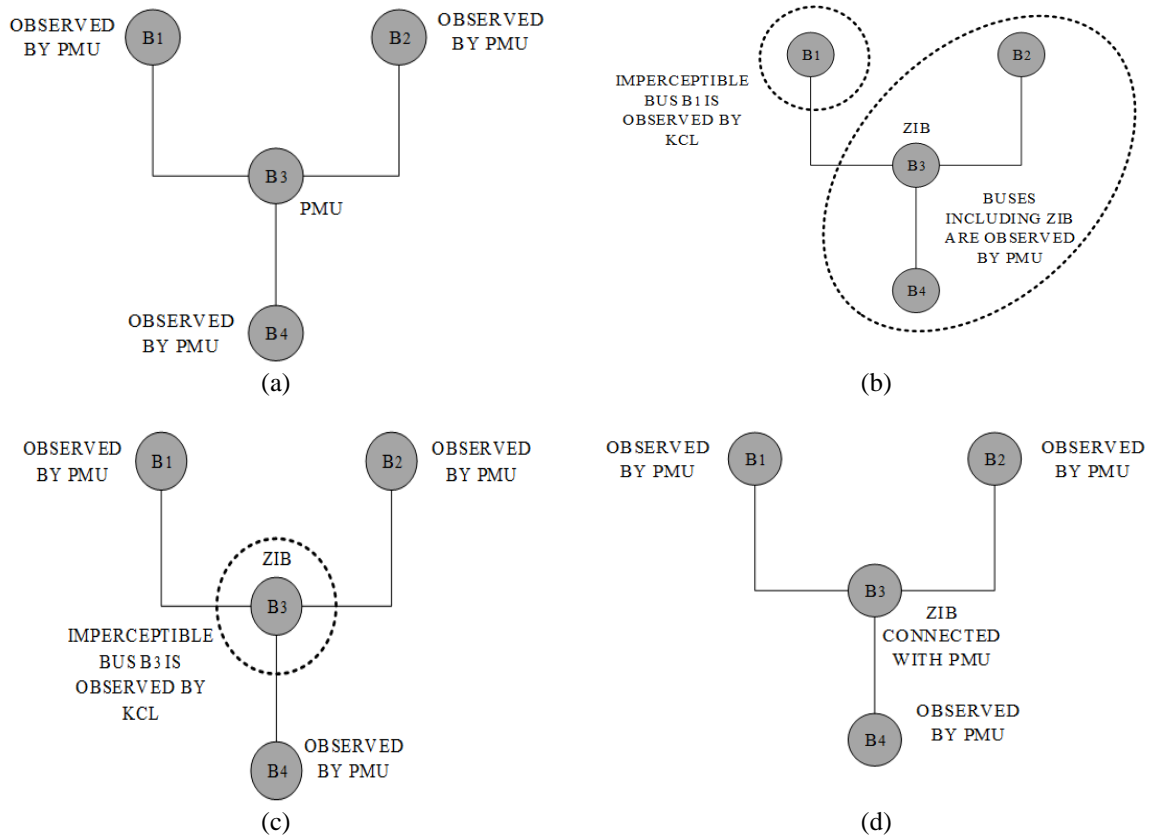 OBSERVED
BY PMU
B1
OBSERVED
BY PMU
B2
B3
PMU
OBSERVED
BY PMU
B4
(a)
B1
B2
IMPERCEPTIBLE
BUS B1 IS
OBSERVED BY
KCL
ZIB
B3
BUSES
INCLUDING ZIB
ARE OBSERVED
BY PMU
B4
(b)
OBSERVED
BY PMU
B1
B2
OBSERVED
BY PMU
ZIB
B3
IMPERCEPTIBLE
BUS B3 IS
OBSERVED BY
KCL
OBSERVED
BY PMU
B4
(c)
OBSERVED
BY PMU
B1
B2
OBSERVED
BY PMU
B3
ZIB
CONNECTED
WITH PMU
OBSERVED
BY PMU
B4
(d)